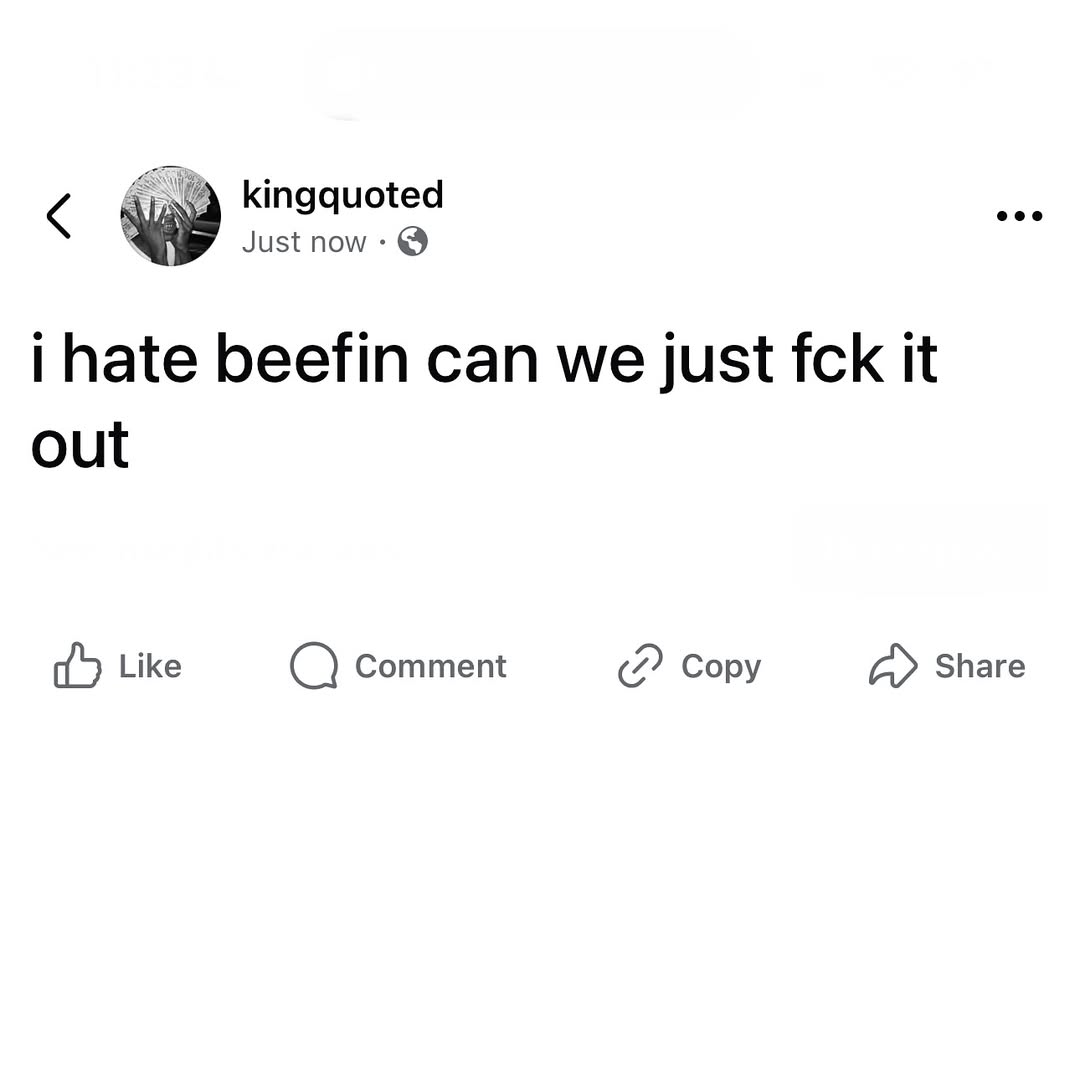 kingquoted
Just now ·
i hate beefin can we just fck it
out
Like
Comment
Copy
Share